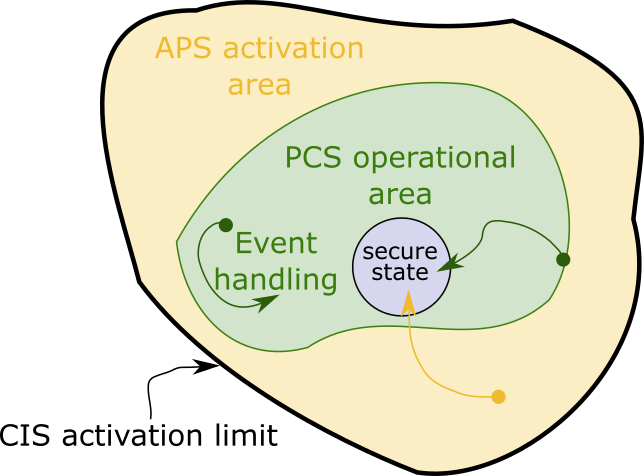 APS activation
area
PCS operational
area
Event
handling
secure
state
CIS activation limit